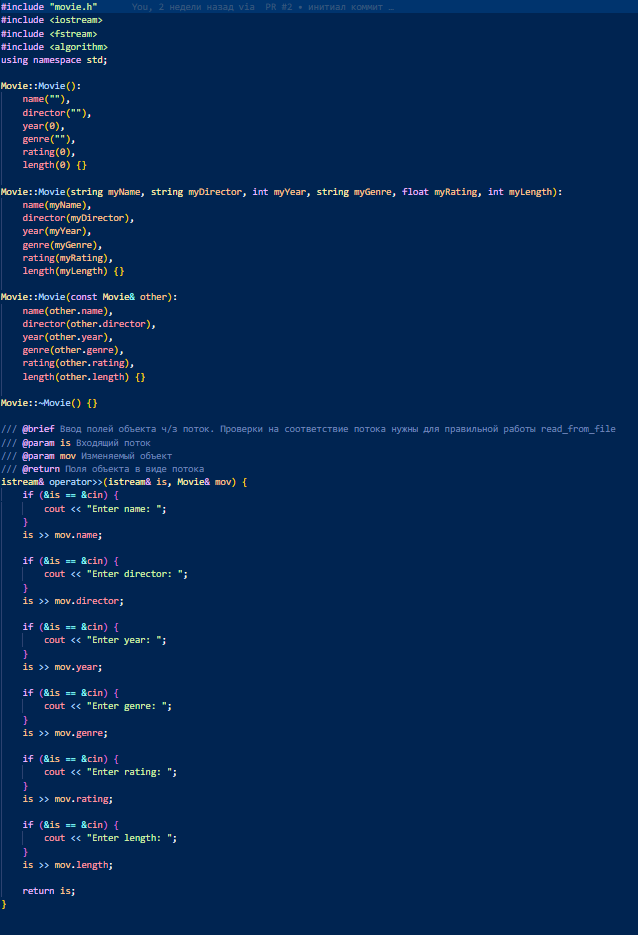 #include "movie.h" You, 2 недели назад via PR #2 • инитиал коммит …
#include <iostream>
#include <fstream>
#include <algorithm>
using namespace std;

Movie::Movie():
    name(""),
    director(""),
    year(0),
    genre(""),
    rating(0),
    length(0) {}

Movie::Movie(string myName, string myDirector, int myYear, string myGenre, float myRating, int myLength):
    name(myName),
    director(myDirector),
    year(myYear),
    genre(myGenre),
    rating(myRating),
    length(myLength) {}

Movie::Movie(const Movie& other):
    name(other.name),
    director(other.director),
    year(other.year),
    genre(other.genre),
    rating(other.rating),
    length(other.length) {}

Movie::~Movie() {}

/// @brief Ввод полей объекта ч/з поток. Проверки на соответствие потока нужны для правильной работы read_from_file
/// @param is Входящий поток
/// @param mov Изменяемый объект
/// @return Поля объекта в виде потока
istream& operator>>(istream& is, Movie& mov) {
    if (&is == &cin) {
        cout << "Enter name: ";
    }
    is >> mov.name;

    if (&is == &cin) {
        cout << "Enter director: ";
    }
    is >> mov.director;

    if (&is == &cin) {
        cout << "Enter year: ";
    }
    is >> mov.year;

    if (&is == &cin) {
        cout << "Enter genre: ";
    }
    is >> mov.genre;

    if (&is == &cin) {
        cout << "Enter rating: ";
    }
    is >> mov.rating;

    if (&is == &cin) {
        cout << "Enter length: ";
    }
    is >> mov.length;

    return is;
}